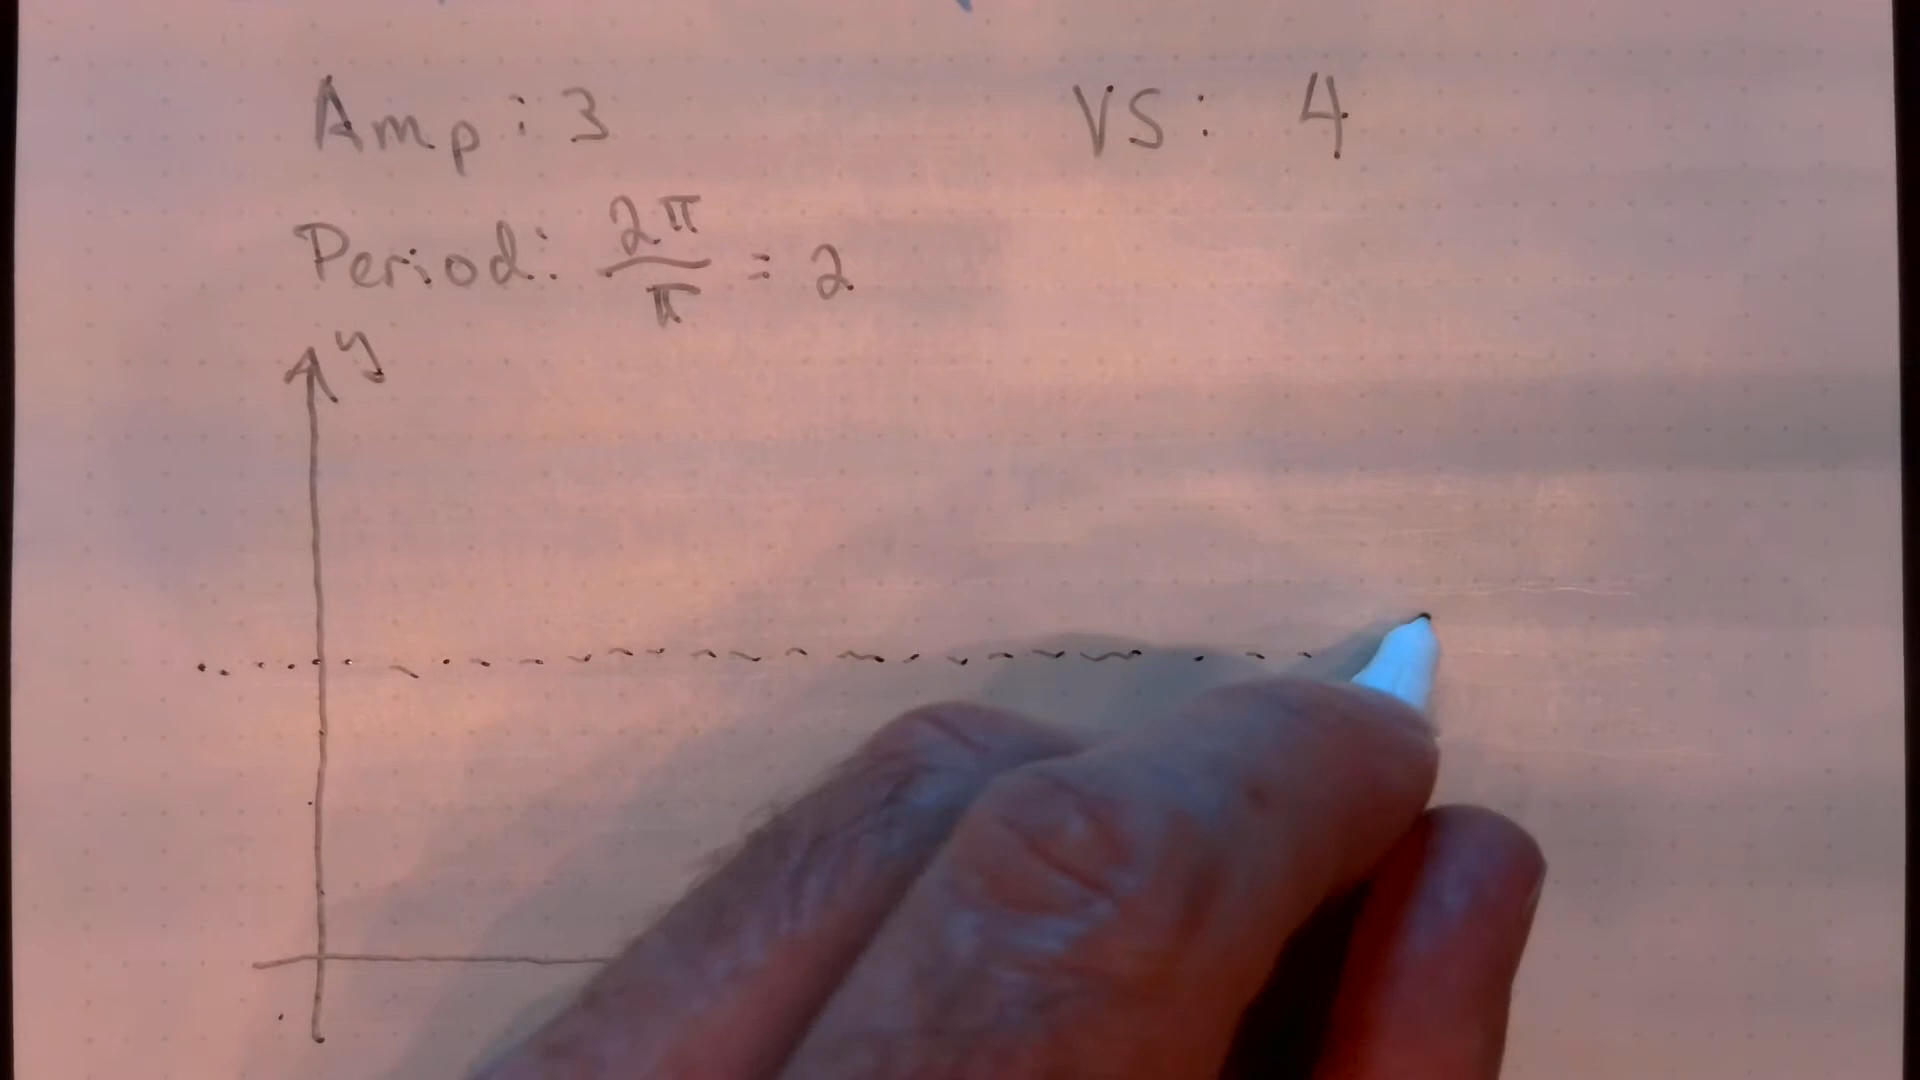 Amp: 3 VS: 4
Period: 2π/π = 2
y